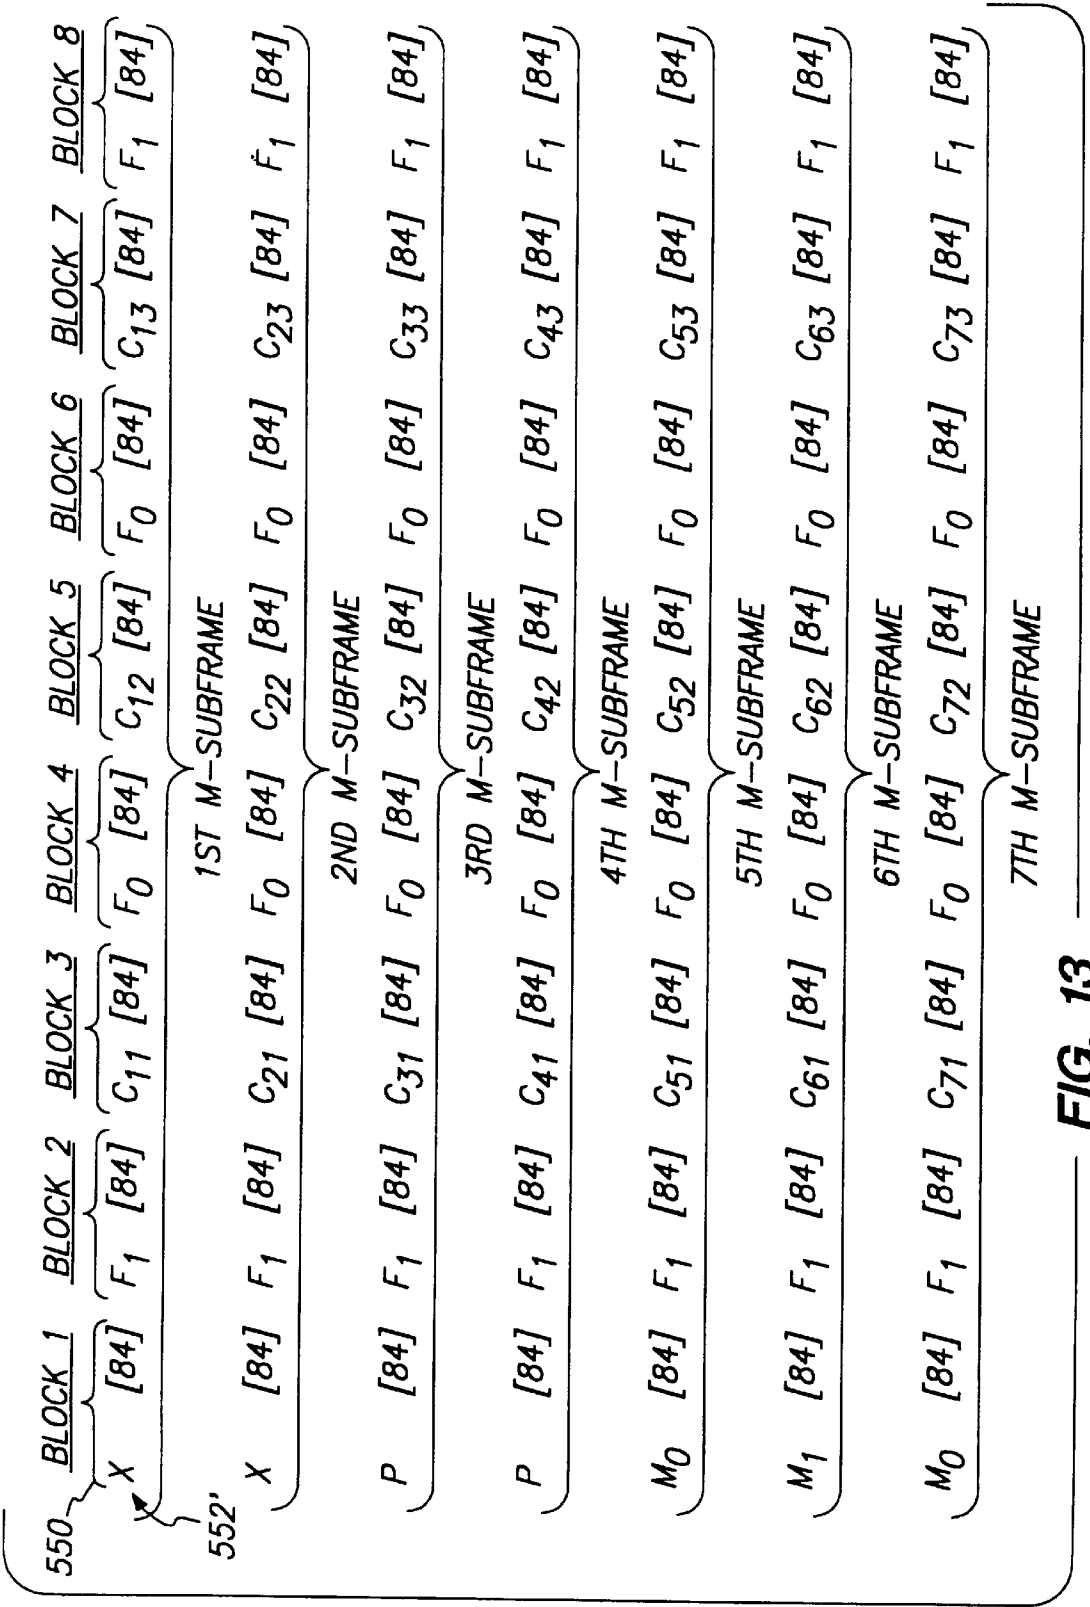 BLOCK 1 BLOCK 2 BLOCK 3 BLOCK 4 BLOCK 5 BLOCK 6 BLOCK 7 BLOCK 8
550
X [84] F1 [84] C11 [84] F0 [84] C12 [84] F0 [84] C13 [84] F1 [84]
552'
1ST M-SUBFRAME
X [84] F1 [84] C21 [84] F0 [84] C22 [84] F0 [84] C23 [84] F1 [84]
2ND M-SUBFRAME
P [84] F1 [84] C31 [84] F0 [84] C32 [84] F0 [84] C33 [84] F1 [84]
3RD M-SUBFRAME
P [84] F1 [84] C41 [84] F0 [84] C42 [84] F0 [84] C43 [84] F1 [84]
4TH M-SUBFRAME
M0 [84] F1 [84] C51 [84] F0 [84] C52 [84] F0 [84] C53 [84] F1 [84]
5TH M-SUBFRAME
M1 [84] F1 [84] C61 [84] F0 [84] C62 [84] F0 [84] C63 [84] F1 [84]
6TH M-SUBFRAME
M0 [84] F1 [84] C71 [84] F0 [84] C72 [84] F0 [84] C73 [84] F1 [84]
7TH M-SUBFRAME
FIG. 13